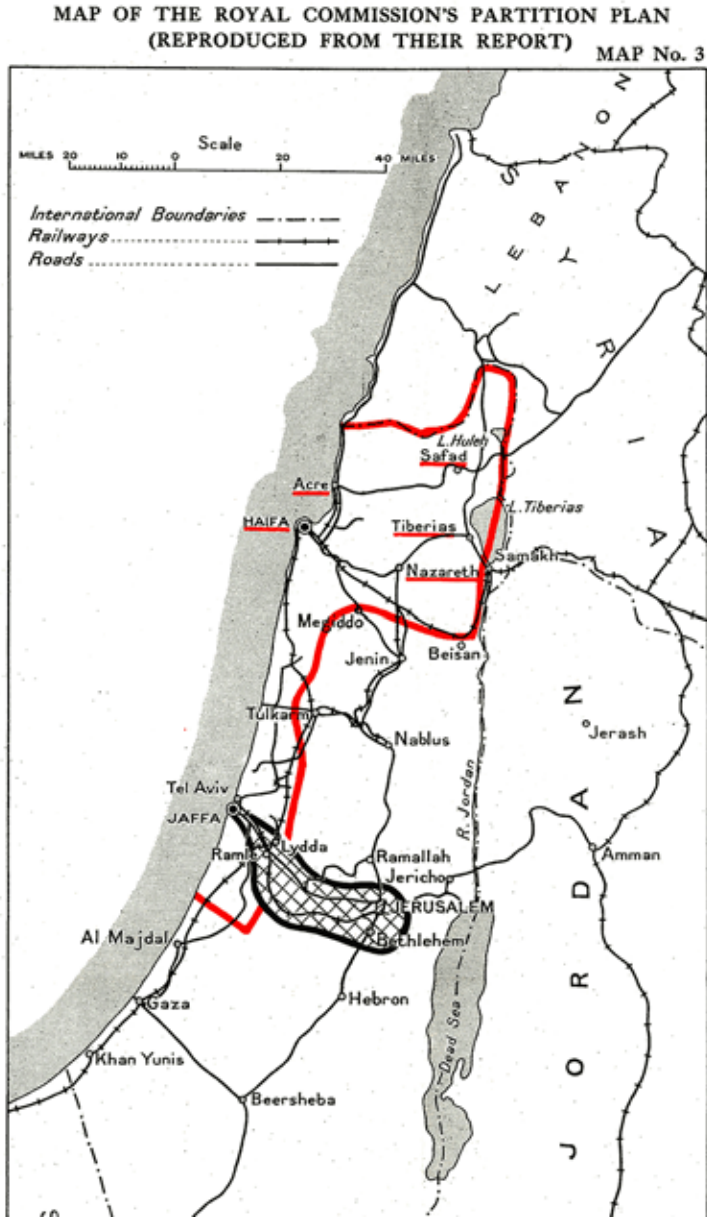 MAP OF THE ROYAL COMMISSION'S PARTITION PLAN
(REPRODUCED FROM THEIR REPORT)
MAP No. 3
Scale
MILES 20 10 0 20 40 MILES
International Boundaries
Railways
Roads
LEBANON
SYRIA
L. Huleh
Safad
Acre
L. Tiberias
HAIFA
Tiberias
Samakh
Nazareth
Megiddo
Beisan
Jenin
Tulkarm
Nablus
Jerash
R. Jordan
Tel Aviv
JAFFA
Lydda
Ramle
Ramallah
Amman
Jericho
JERUSALEM
Al Majdal
Bethlehem
Gaza
Hebron
Dead Sea
Khan Yunis
Beersheba
JORDAN